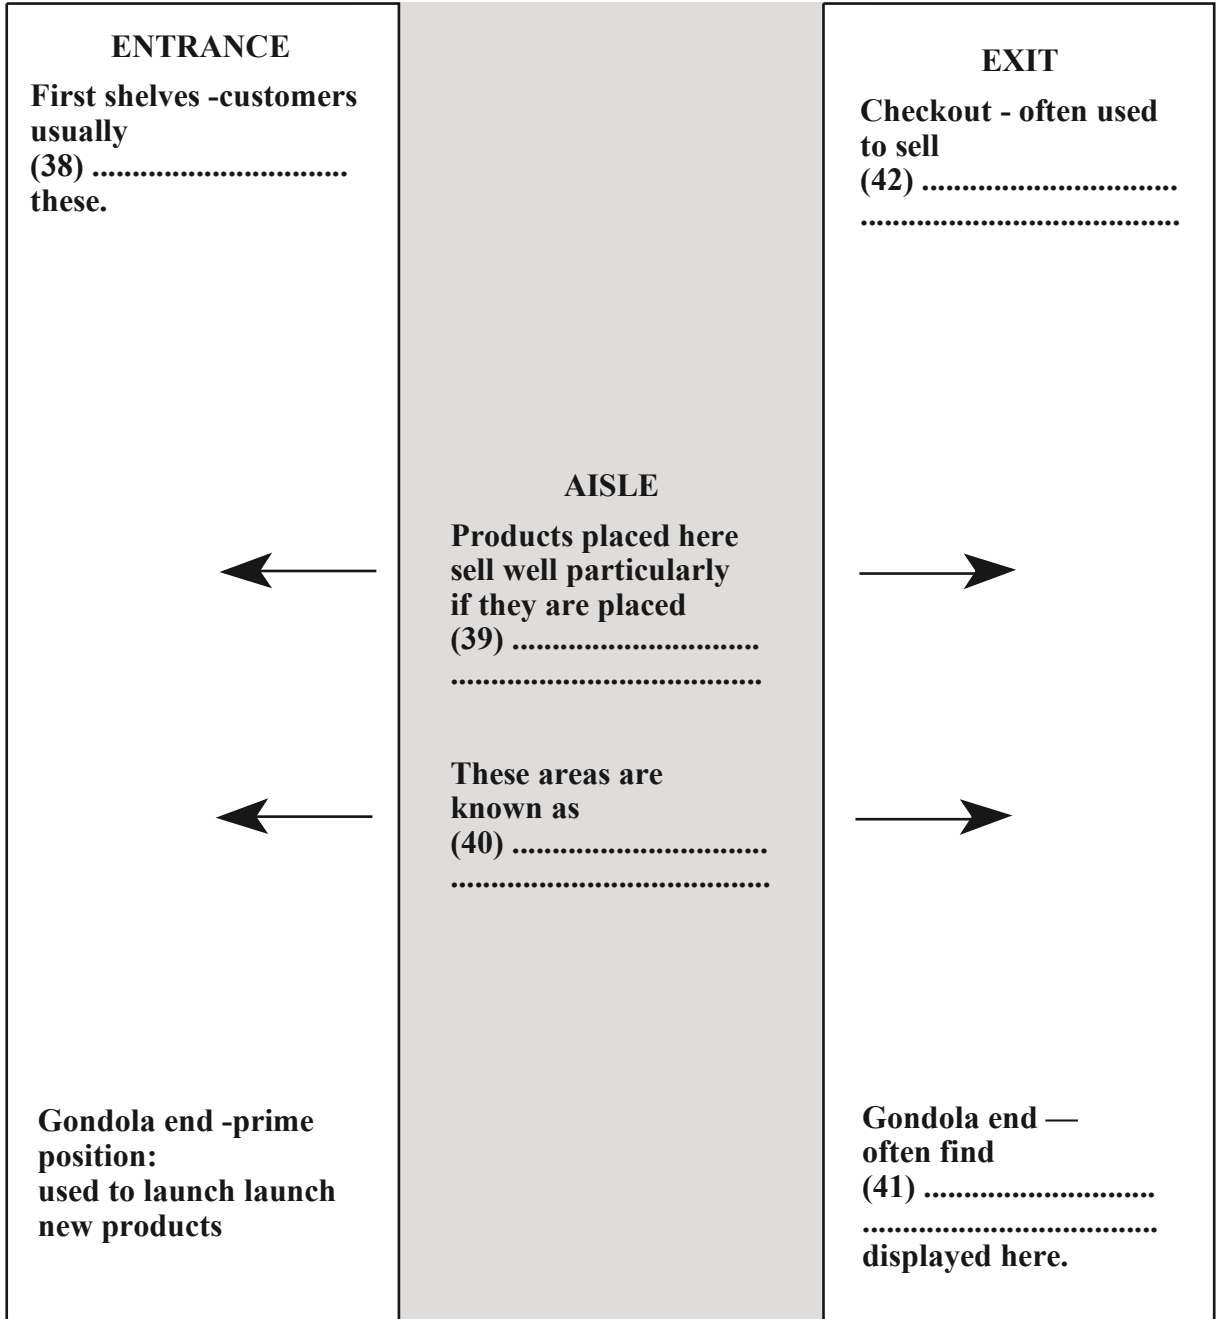 ENTRANCE
First shelves -customers
usually
(38) ................................
these.
AISLE
Products placed here
sell well particularly
if they are placed
(39) ...............................
.......................................
These areas are
known as
(40) ................................
........................................
EXIT
Checkout - often used
to sell
(42) ................................
........................................
Gondola end -prime
position:
used to launch launch
new products
Gondola end —
often find
(41) .............................
.....................................
displayed here.